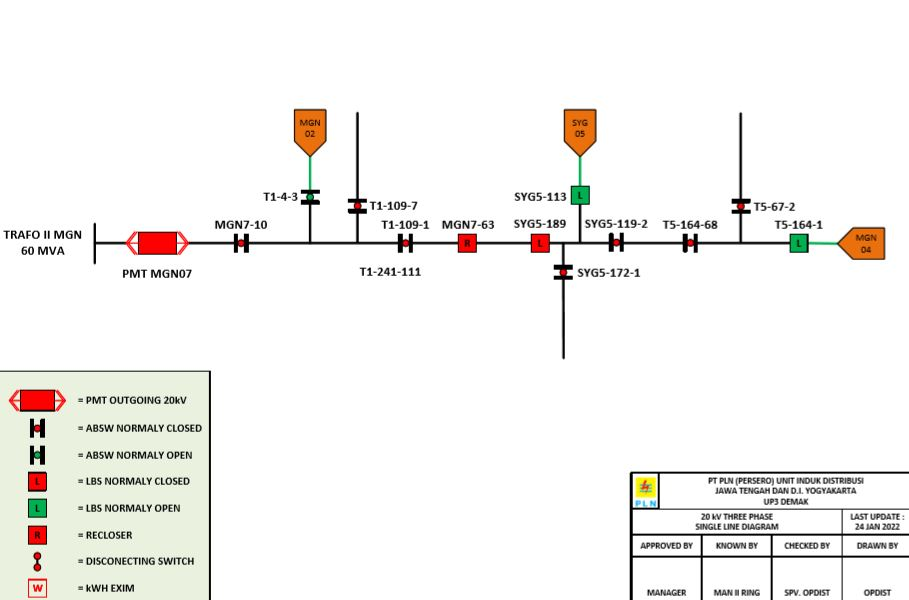 MGN
02
SYG
05
T1-4-3
T1-109-7
SYG5-113
T5-67-2
TRAFO II MGN
60 MVA
MGN7-10
T1-109-1
MGN7-63
SYG5-189
SYG5-119-2
T5-164-68
T5-164-1
R
L
L
L
MGN
04
PMT MGN07
T1-241-111
SYG5-172-1
= PMT OUTGOING 20kV
= ABSW NORMALY CLOSED
= ABSW NORMALY OPEN
L = LBS NORMALY CLOSED
L = LBS NORMALY OPEN
R = RECLOSER
= DISCONECTING SWITCH
W = kWH EXIM
PLN
PT PLN (PERSERO) UNIT INDUK DISTRIBUSI
JAWA TENGAH DAN D.I. YOGYAKARTA
UP3 DEMAK
20 kV THREE PHASE
SINGLE LINE DIAGRAM
LAST UPDATE :
24 JAN 2022
APPROVED BY KNOWN BY CHECKED BY DRAWN BY
MANAGER MAN II RING SPV. OPDIST OPDIST